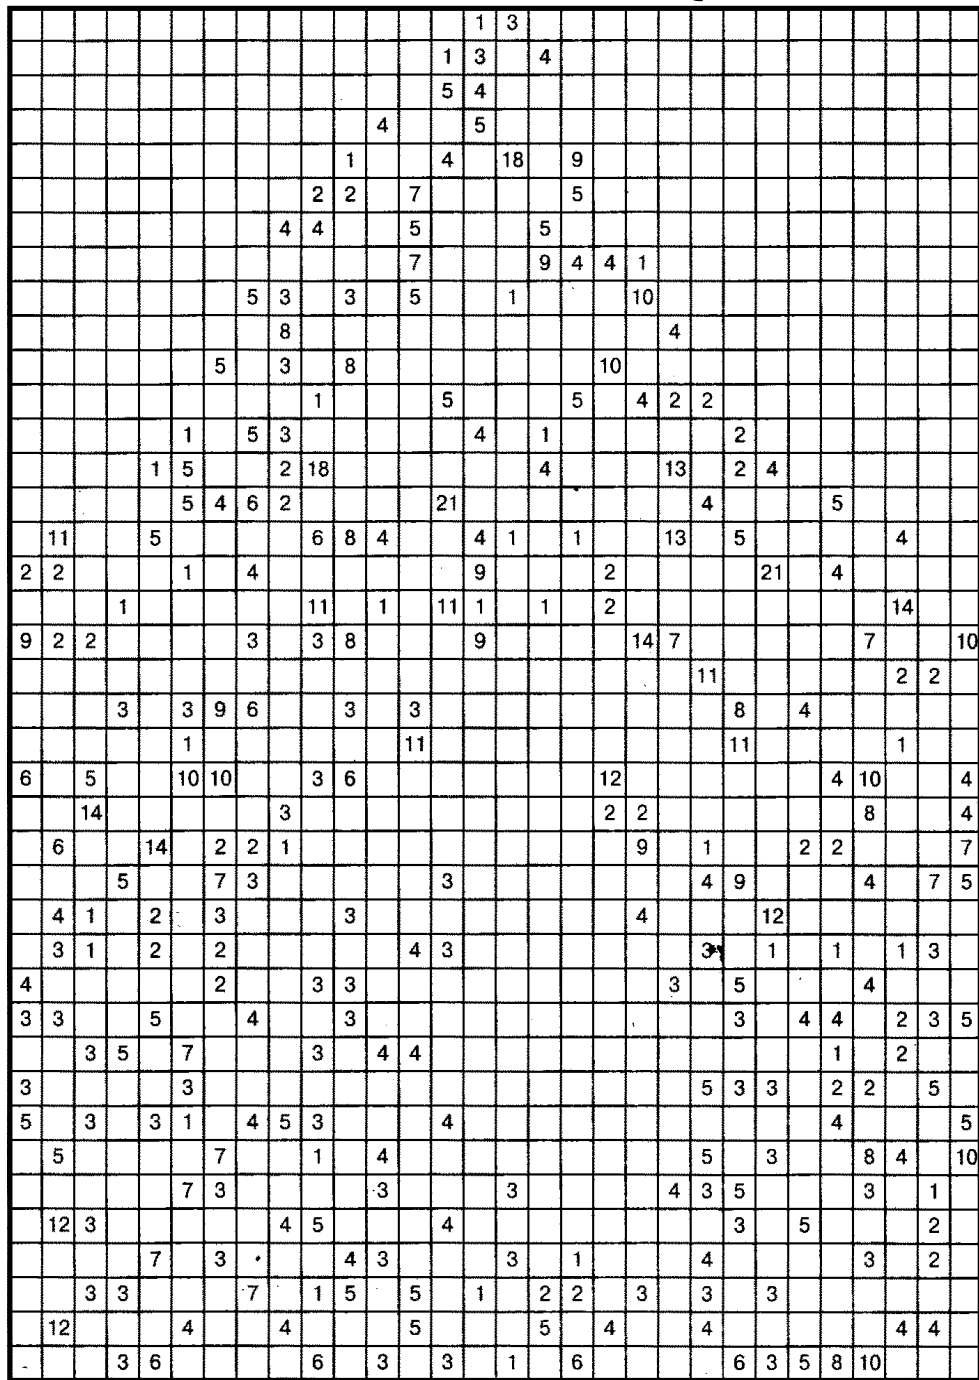 1 3
1 3 4
5 4
4 5
1 4 18 9
2 2 7 5
4 4 5 5
7 9 4 4 1
5 3 3 5 1 10
8 4
5 3 8 10
1 5 5 4 2 2
1 5 3 4 1 2
1 5 2 18 4 13 2 4
5 4 6 2 21 4 5
11 5 6 8 4 4 1 1 13 5 4
2 2 1 4 9 2 21 4
1 11 1 11 1 1 2 14
9 2 2 3 3 8 9 14 7 7 10
11 2 2
3 3 9 6 3 3 8 4
1 11 11 1
6 5 10 10 3 6 12 4 10 4
14 3 2 2 8 4
6 14 2 2 1 9 1 2 2 7
5 7 3 3 4 9 4 7 5
4 1 2 3 3 4 12
3 1 2 2 4 3 3 1 1 1 3
4 2 3 3 3 5 4
3 3 5 4 3 3 4 4 2 3 5
3 5 7 3 4 4 1 2
3 3 5 3 3 2 2 5
5 3 3 1 4 5 3 4 4 5
5 7 1 4 5 3 8 4 10
7 3 3 3 4 3 5 3 1
12 3 4 5 4 3 5 2
7 3 4 3 3 1 4 3 2
3 3 7 1 5 5 1 2 2 3 3 3
12 4 4 5 5 4 4 4 4
3 6 6 3 3 1 6 6 3 5 8 10